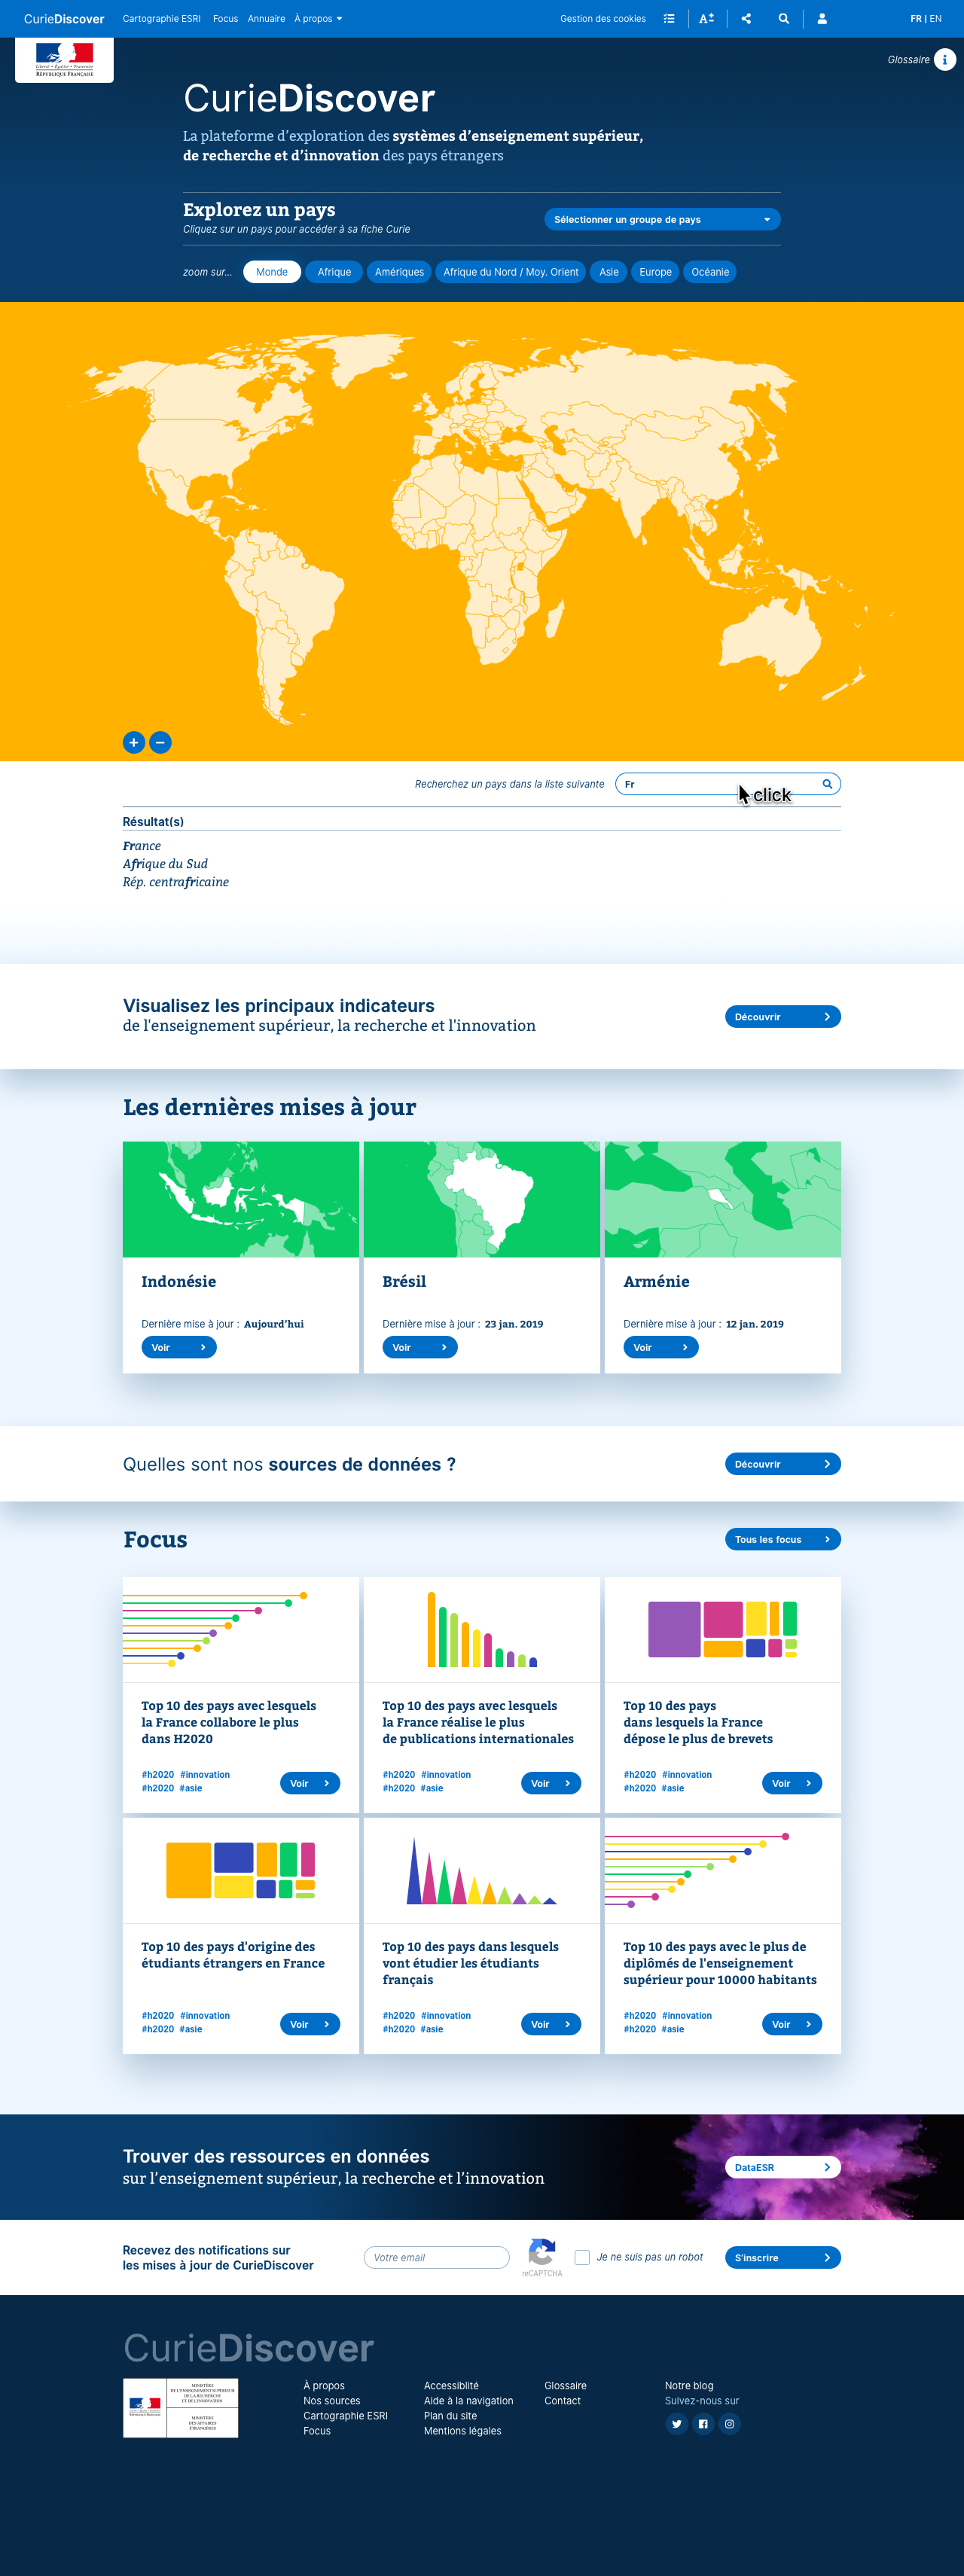 CurieDiscover Cartographie ESRI Focus Annuaire À propos Gestion des cookies A FR | EN
Liberté • Égalité • Fraternité
RÉPUBLIQUE FRANÇAISE
Glossaire
CurieDiscover
La plateforme d’exploration des systèmes d’enseignement supérieur,
de recherche et d’innovation des pays étrangers
Explorez un pays
Cliquez sur un pays pour accéder à sa fiche Curie
Sélectionner un groupe de pays
zoom sur... Monde Afrique Amériques Afrique du Nord / Moy. Orient Asie Europe Océanie
Recherchez un pays dans la liste suivante Fr
click
Résultat(s)
France
Afrique du Sud
Rép. centrafricaine
Visualisez les principaux indicateurs
de l'enseignement supérieur, la recherche et l'innovation
Découvrir
Les dernières mises à jour
Indonésie Brésil Arménie
Dernière mise à jour : Aujourd’hui Dernière mise à jour : 23 jan. 2019 Dernière mise à jour : 12 jan. 2019
Voir Voir Voir
Quelles sont nos sources de données ? Découvrir
Focus Tous les focus
Top 10 des pays avec lesquels
la France collabore le plus
dans H2020
#h2020 #innovation
#h2020 #asie
Voir
Top 10 des pays avec lesquels
la France réalise le plus
de publications internationales
#h2020 #innovation
#h2020 #asie
Voir
Top 10 des pays
dans lesquels la France
dépose le plus de brevets
#h2020 #innovation
#h2020 #asie
Voir
Top 10 des pays d'origine des
étudiants étrangers en France
#h2020 #innovation
#h2020 #asie
Voir
Top 10 des pays dans lesquels
vont étudier les étudiants
français
#h2020 #innovation
#h2020 #asie
Voir
Top 10 des pays avec le plus de
diplômés de l'enseignement
supérieur pour 10000 habitants
#h2020 #innovation
#h2020 #asie
Voir
Trouver des ressources en données
sur l’enseignement supérieur, la recherche et l’innovation
DataESR
Recevez des notifications sur
les mises à jour de CurieDiscover
Votre email
reCAPTCHA
Je ne suis pas un robot
S'inscrire
CurieDiscover
MINISTÈRE
DE L'ENSEIGNEMENT SUPÉRIEUR
DE LA RECHERCHE
ET DE L'INNOVATION
MINISTÈRE
DES AFFAIRES
ÉTRANGÈRES
À propos
Nos sources
Cartographie ESRI
Focus
Accessiblité
Aide à la navigation
Plan du site
Mentions légales
Glossaire
Contact
Notre blog
Suivez-nous sur